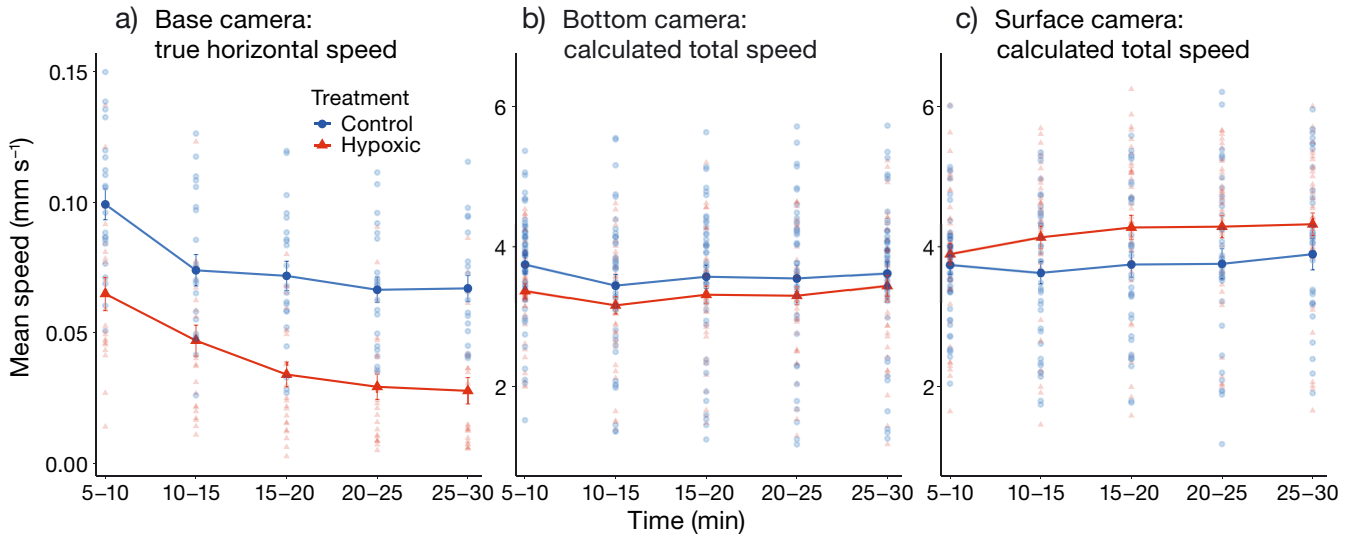 a) Base camera:
true horizontal speed
b) Bottom camera:
calculated total speed
c) Surface camera:
calculated total speed
Mean speed (mm s⁻¹)
0.15
0.10
0.05
0.00
Treatment
Control
Hypoxic
5–10 10–15 15–20 20–25 25–30
6
4
2
5–10 10–15 15–20 20–25 25–30
6
4
2
5–10 10–15 15–20 20–25 25–30
Time (min)